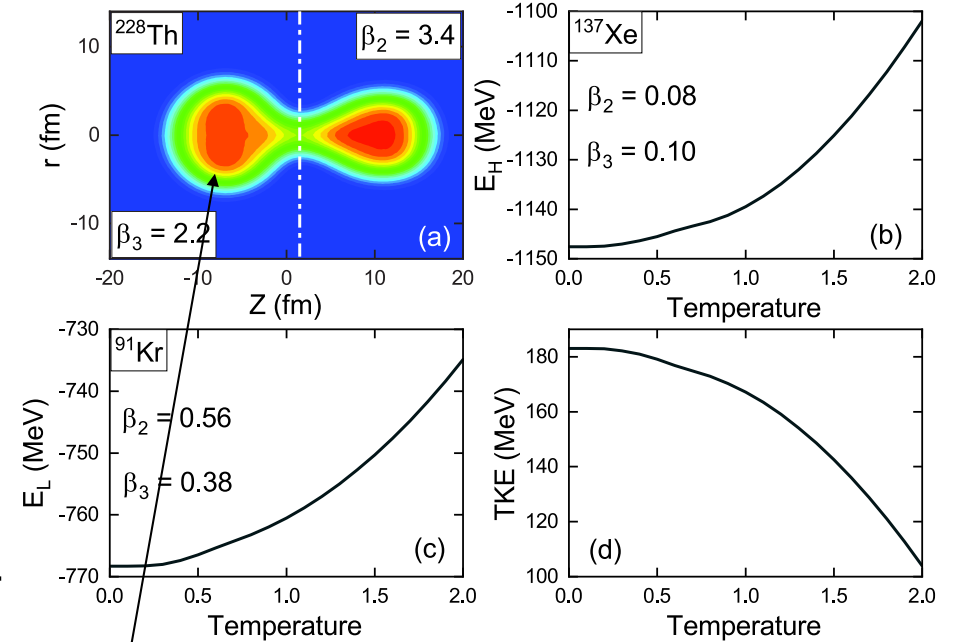 ²²⁸Th
β₂ = 3.4
β₃ = 2.2
(a)
14
0
-14
r (fm)
-20 -10 0 10 20
Z (fm)
¹³⁷Xe
β₂ = 0.08
β₃ = 0.10
(b)
-1100
-1110
-1120
-1130
-1140
-1150
E_H (MeV)
0.0 0.5 1.0 1.5 2.0
Temperature
⁹¹Kr
β₂ = 0.56
β₃ = 0.38
(c)
-730
-740
-750
-760
-770
E_L (MeV)
0.0 0.5 1.0 1.5 2.0
Temperature
(d)
180
160
140
120
100
TKE (MeV)
0.0 0.5 1.0 1.5 2.0
Temperature